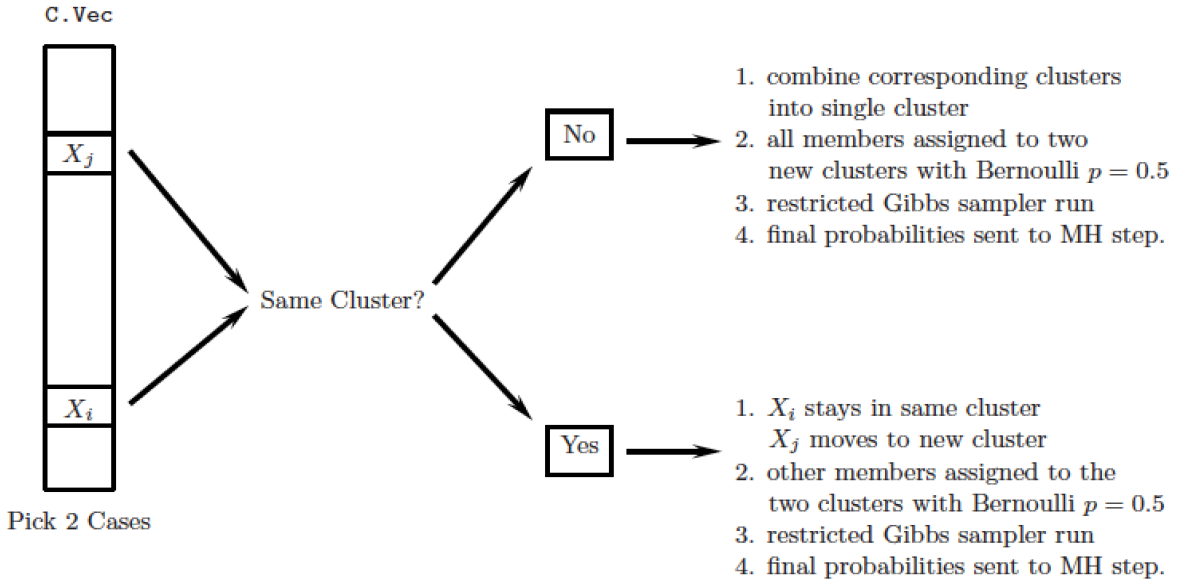 C.Vec
X_j
X_i
Pick 2 Cases
Same Cluster?
No
1. combine corresponding clusters
into single cluster
2. all members assigned to two
new clusters with Bernoulli p = 0.5
3. restricted Gibbs sampler run
4. final probabilities sent to MH step.
Yes
1. X_i stays in same cluster
X_j moves to new cluster
2. other members assigned to the
two clusters with Bernoulli p = 0.5
3. restricted Gibbs sampler run
4. final probabilities sent to MH step.